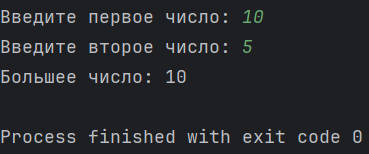 Введите первое число: 10
Введите второе число: 5
Большее число: 10
Process finished with exit code 0